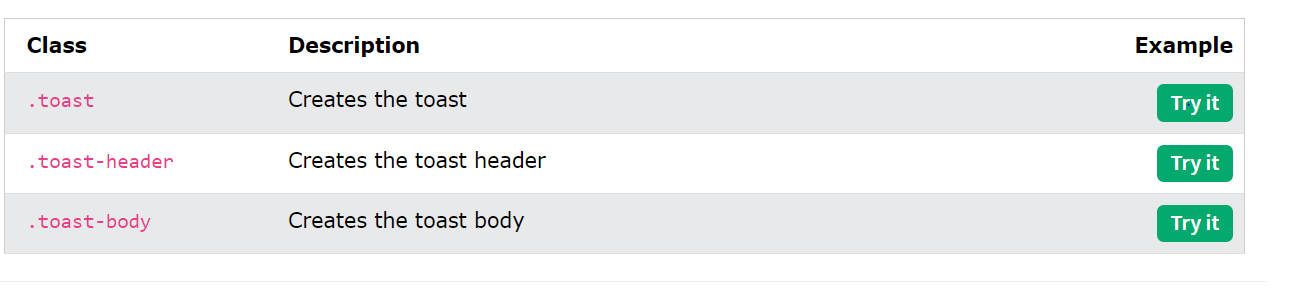 Class Description Example
.toast Creates the toast Try it
.toast-header Creates the toast header Try it
.toast-body Creates the toast body Try it